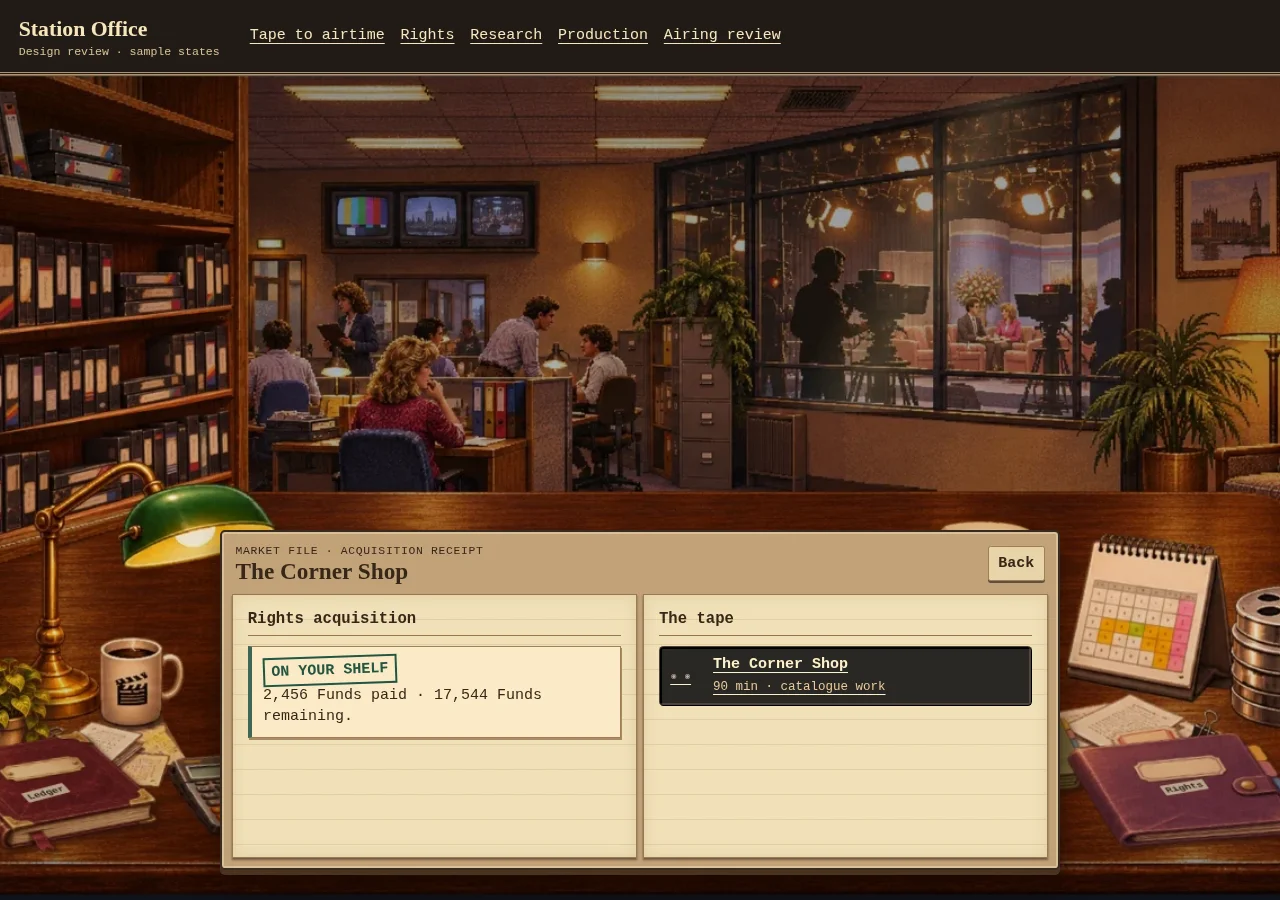 Station Office
Design review · sample states
Tape to airtime Rights Research Production Airing review
MARKET FILE · ACQUISITION RECEIPT
The Corner Shop
Back
Rights acquisition
ON YOUR SHELF
2,456 Funds paid · 17,544 Funds
remaining.
The tape
The Corner Shop
90 min · catalogue work
Ledger
Rights